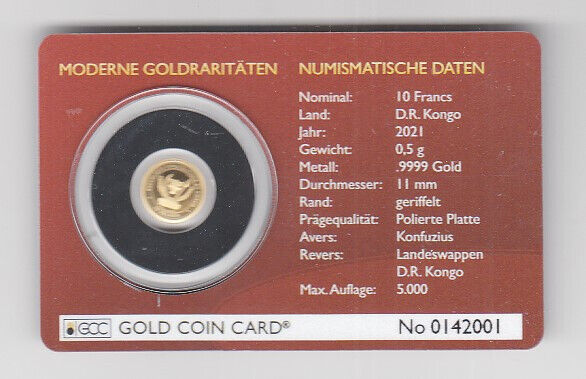 MODERNE GOLDRARITÄTEN
NUMISMATISCHE DATEN
Nominal: 10 Francs
Land: D.R. Kongo
Jahr: 2021
Gewicht: 0,5 g
Metall: .9999 Gold
Durchmesser: 11 mm
Rand: geriffelt
Prägequalität: Polierte Platte
Avers: Konfuzius
Revers: Landeswappen
D.R. Kongo
Max. Auflage: 5.000
GCC GOLD COIN CARD® No 0142001